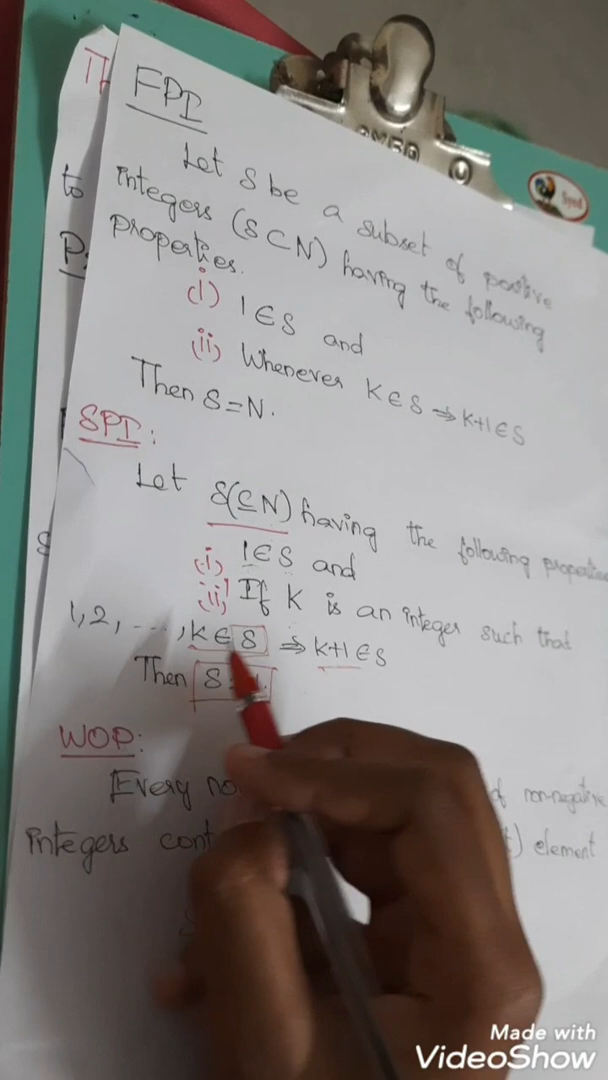 FPI
Let S be a subset of positive
integers (S⊂N) having the following
properties.
(i) 1∈S and
(ii) Whenever K∈S ⇒ K+1∈S
Then S=N.
SPI:
Let S(⊆N) having the following properties
(i) 1∈S and
(ii) If K is an integer such that
1,2, ..., K∈S ⇒ K+1∈S
Then S
WOP:
Every of non-negative
integers element
to
Syed
Made with
VideoShow